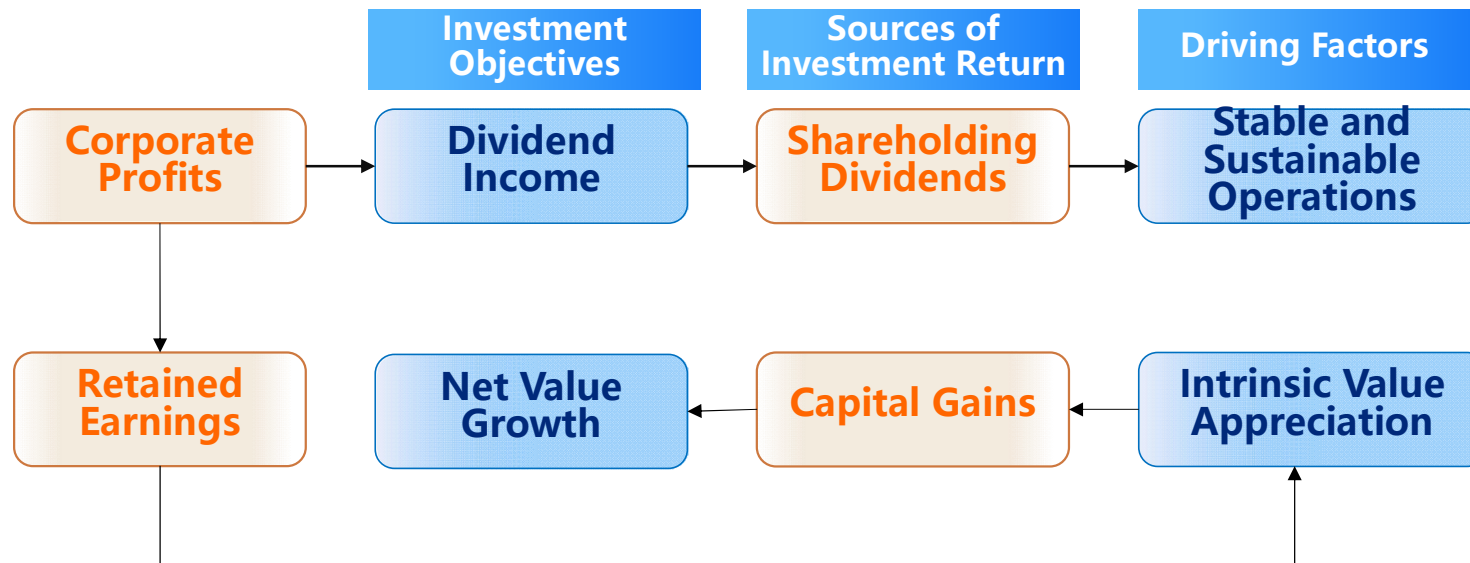 Investment
Objectives
Sources of
Investment Return
Driving Factors
Corporate
Profits
Dividend
Income
Shareholding
Dividends
Stable and
Sustainable
Operations
Retained
Earnings
Net Value
Growth
Capital Gains
Intrinsic Value
Appreciation